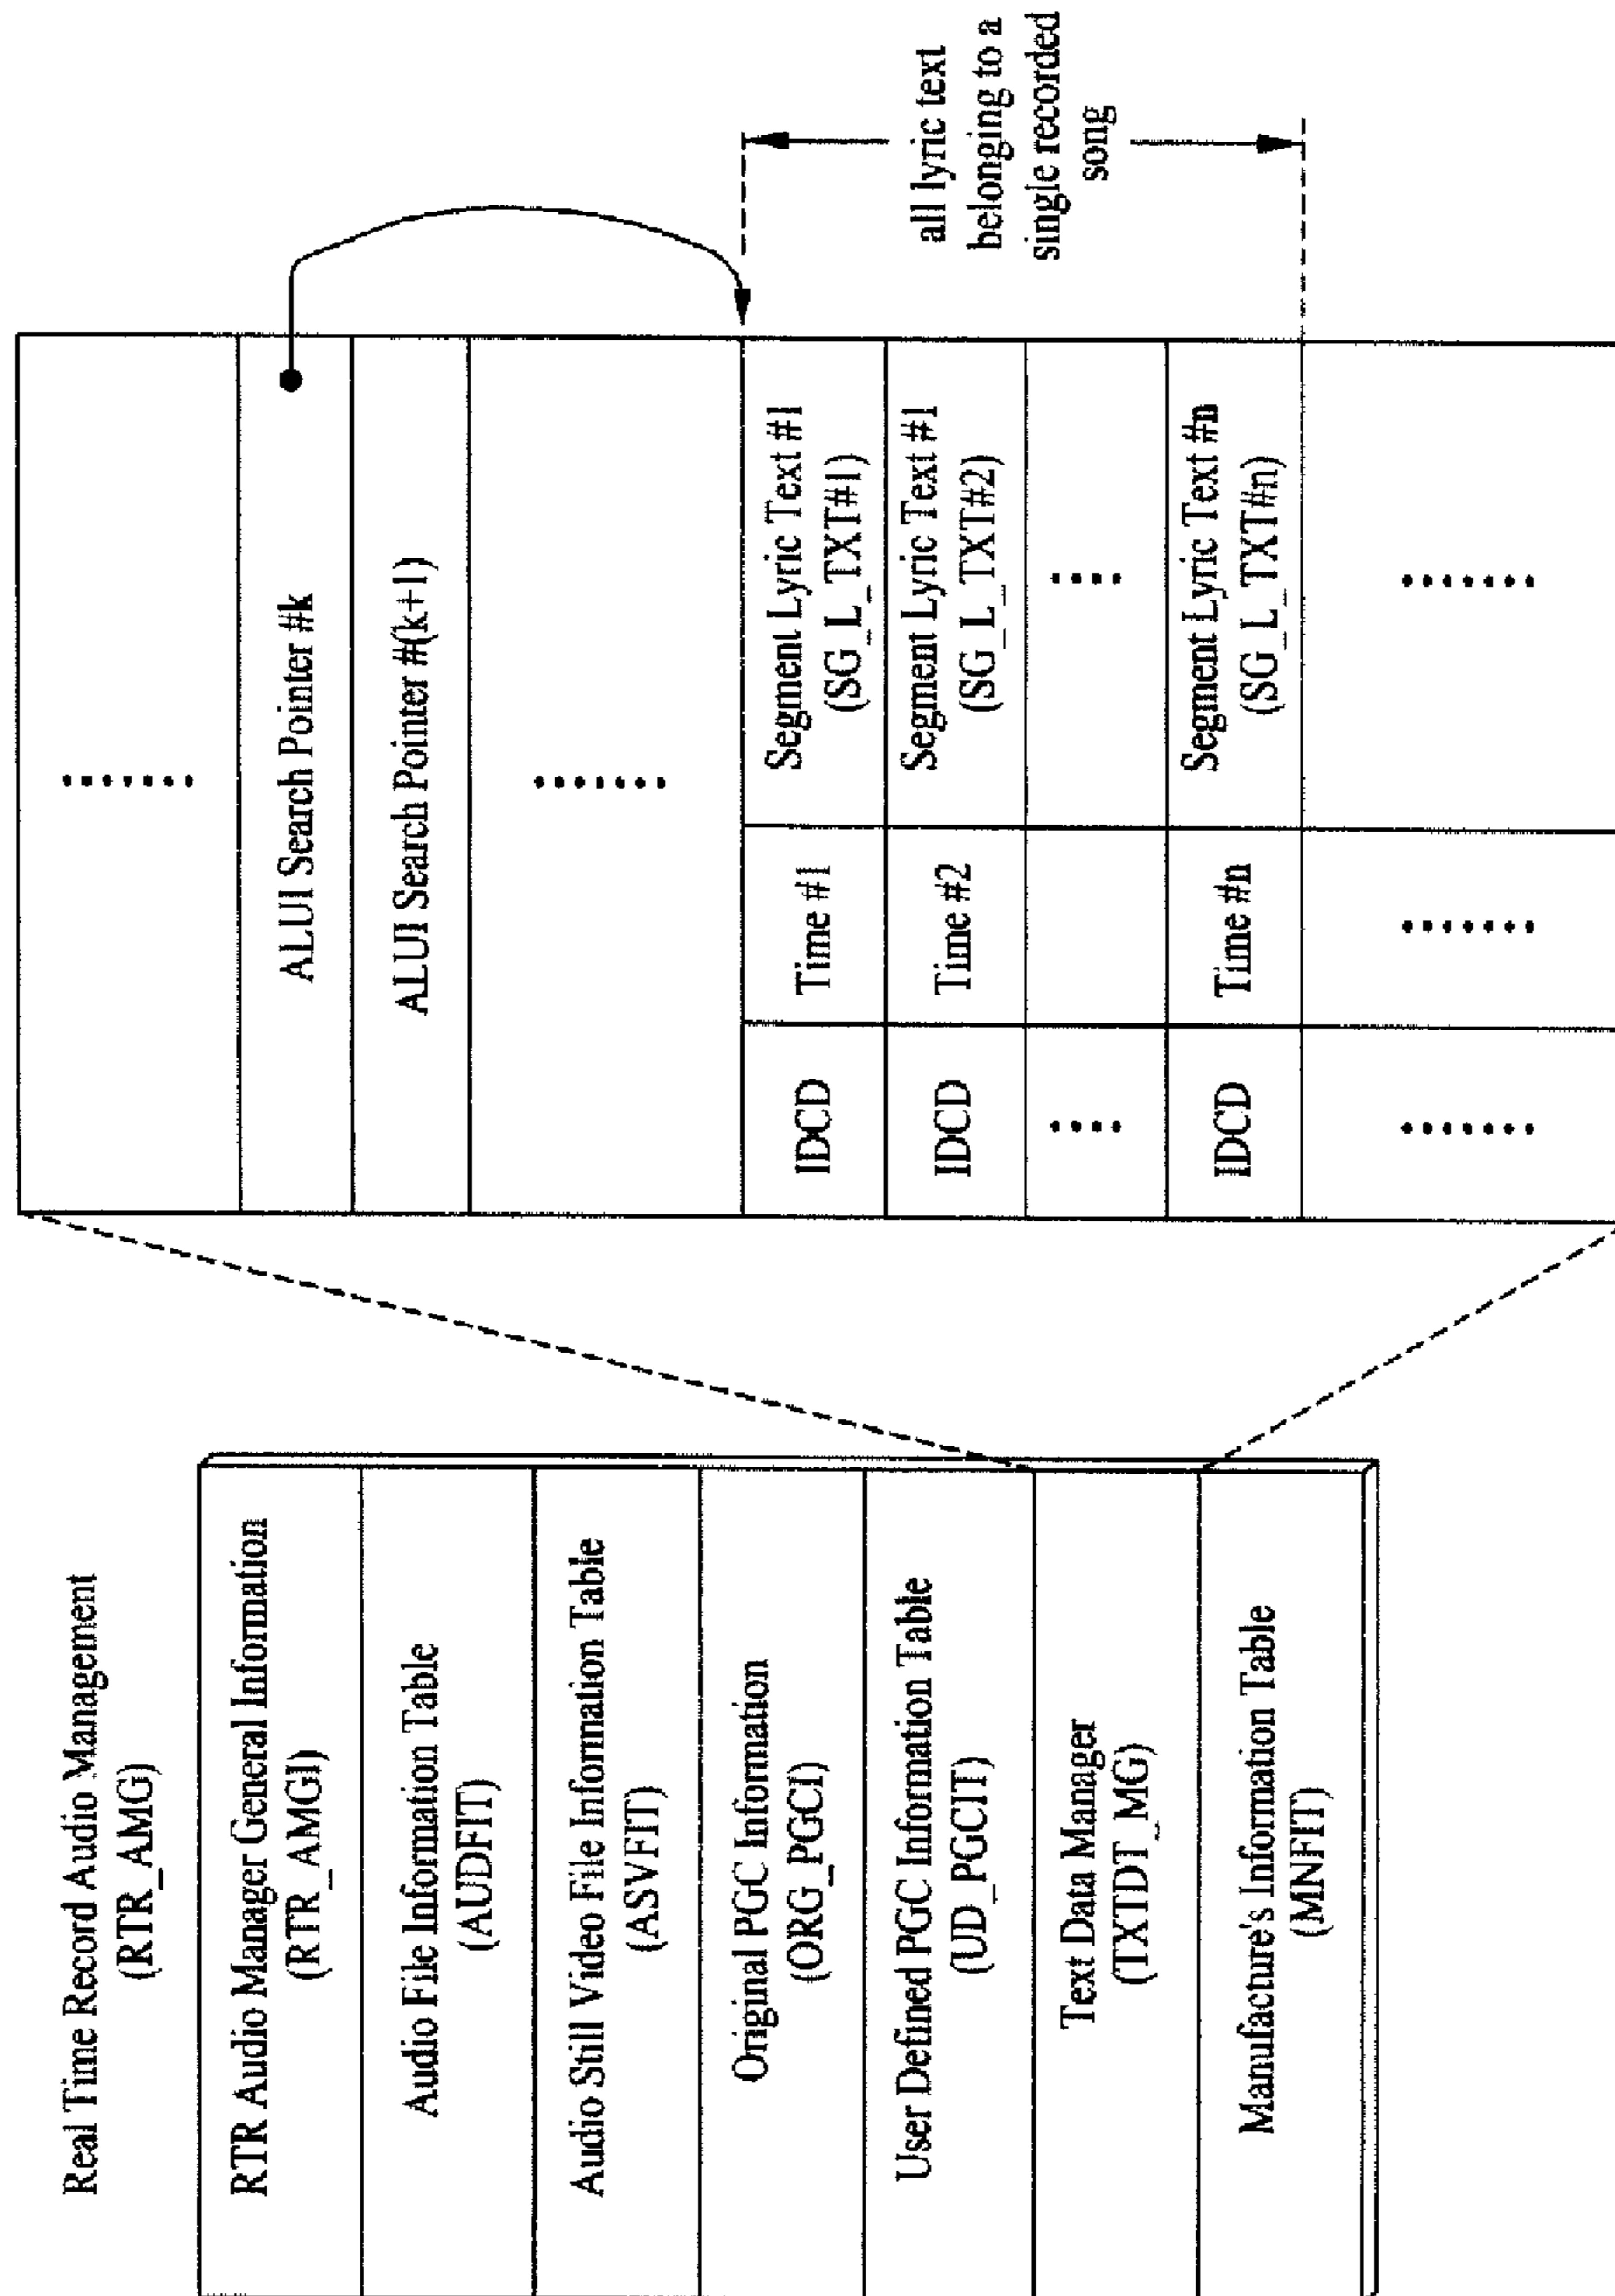 Real Time Record Audio Management
(RTR_AMG)
RTR Audio Manager General Information
(RTR_AMGI)
Audio File Information Table
(AUDFIT)
Audio Still Video File Information Table
(ASVFIT)
Original PGC Information
(ORG_PGCI)
User Defined PGC Information Table
(UD_PGCIT)
Text Data Manager
(TXTDT_MG)
Manufacture's Information Table
(MNFIT)
.......
ALUI Search Pointer #k
ALUI Search Pointer #(k+1)
.......
IDCD
Time #1
Segment Lyric Text #1
(SG_L_TXT#1)
IDCD
Time #2
Segment Lyric Text #1
(SG_L_TXT#2)
....
....
IDCD
Time #n
Segment Lyric Text #n
(SG_L_TXT#n)
.......
.......
.......
all lyric text
belonging to a
single recorded
song